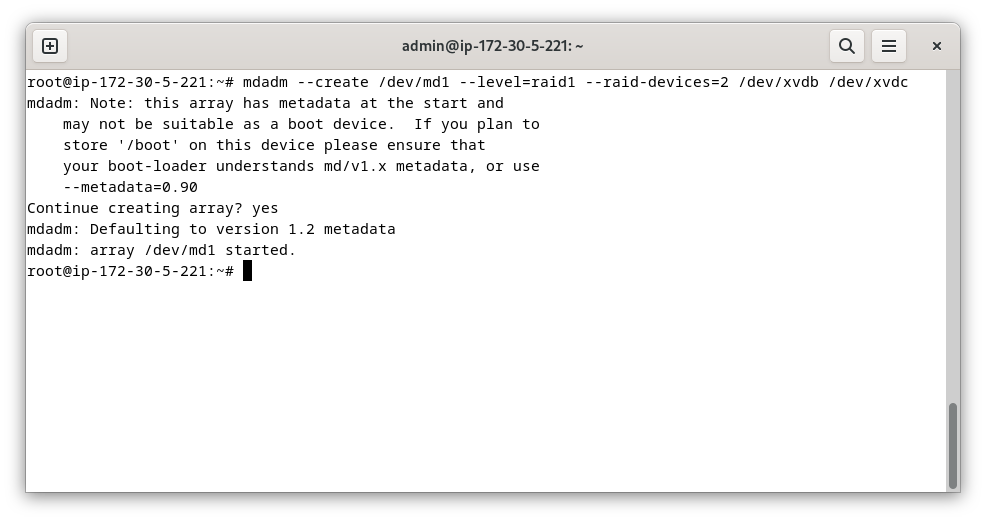 admin@ip-172-30-5-221: ~
root@ip-172-30-5-221:~# mdadm --create /dev/md1 --level=raid1 --raid-devices=2 /dev/xvdb /dev/xvdc
mdadm: Note: this array has metadata at the start and
    may not be suitable as a boot device.  If you plan to
    store '/boot' on this device please ensure that
    your boot-loader understands md/v1.x metadata, or use
    --metadata=0.90
Continue creating array? yes
mdadm: Defaulting to version 1.2 metadata
mdadm: array /dev/md1 started.
root@ip-172-30-5-221:~#